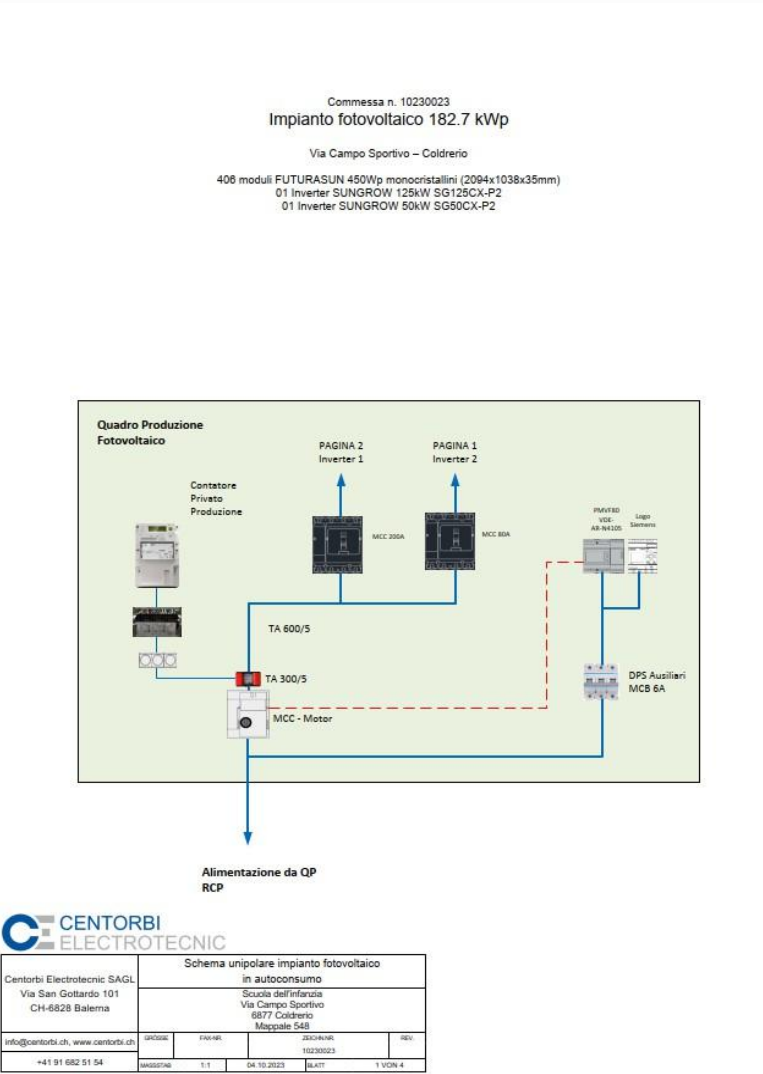 Commessa n. 10230023
Impianto fotovoltaico 182.7 kWp
Via Campo Sportivo – Coldrerio
406 moduli FUTURASUN 450Wp monocristallini (2094x1038x35mm)
01 Inverter SUNGROW 125kW SG125CX-P2
01 Inverter SUNGROW 50kW SG50CX-P2
Quadro Produzione
Fotovoltaico
PAGINA 2
Inverter 1
PAGINA 1
Inverter 2
Contatore
Privato
Produzione
MCC 200A
MCC 80A
PMVF80
VDE-
AR-N4105
Logo
Siemens
TA 600/5
TA 300/5
MCC - Motor
DPS Ausiliari
MCB 6A
Alimentazione da QP
RCP
CENTORBI
ELECTROTECNIC
Centorbi Electrotecnic SAGL
Via San Gottardo 101
CH-6828 Balerna
info@centorbi.ch, www.centorbi.ch
+41 91 682 51 54
Schema unipolare impianto fotovoltaico
in autoconsumo
Scuola dell'infanzia
Via Campo Sportivo
6877 Coldrerio
Mappale 548
GRÖSSE
FAX-NR.
ZEICHN.NR.
REV.
10230023
MASSSTAB
1:1
04.10.2023
BLATT
1 VON 4